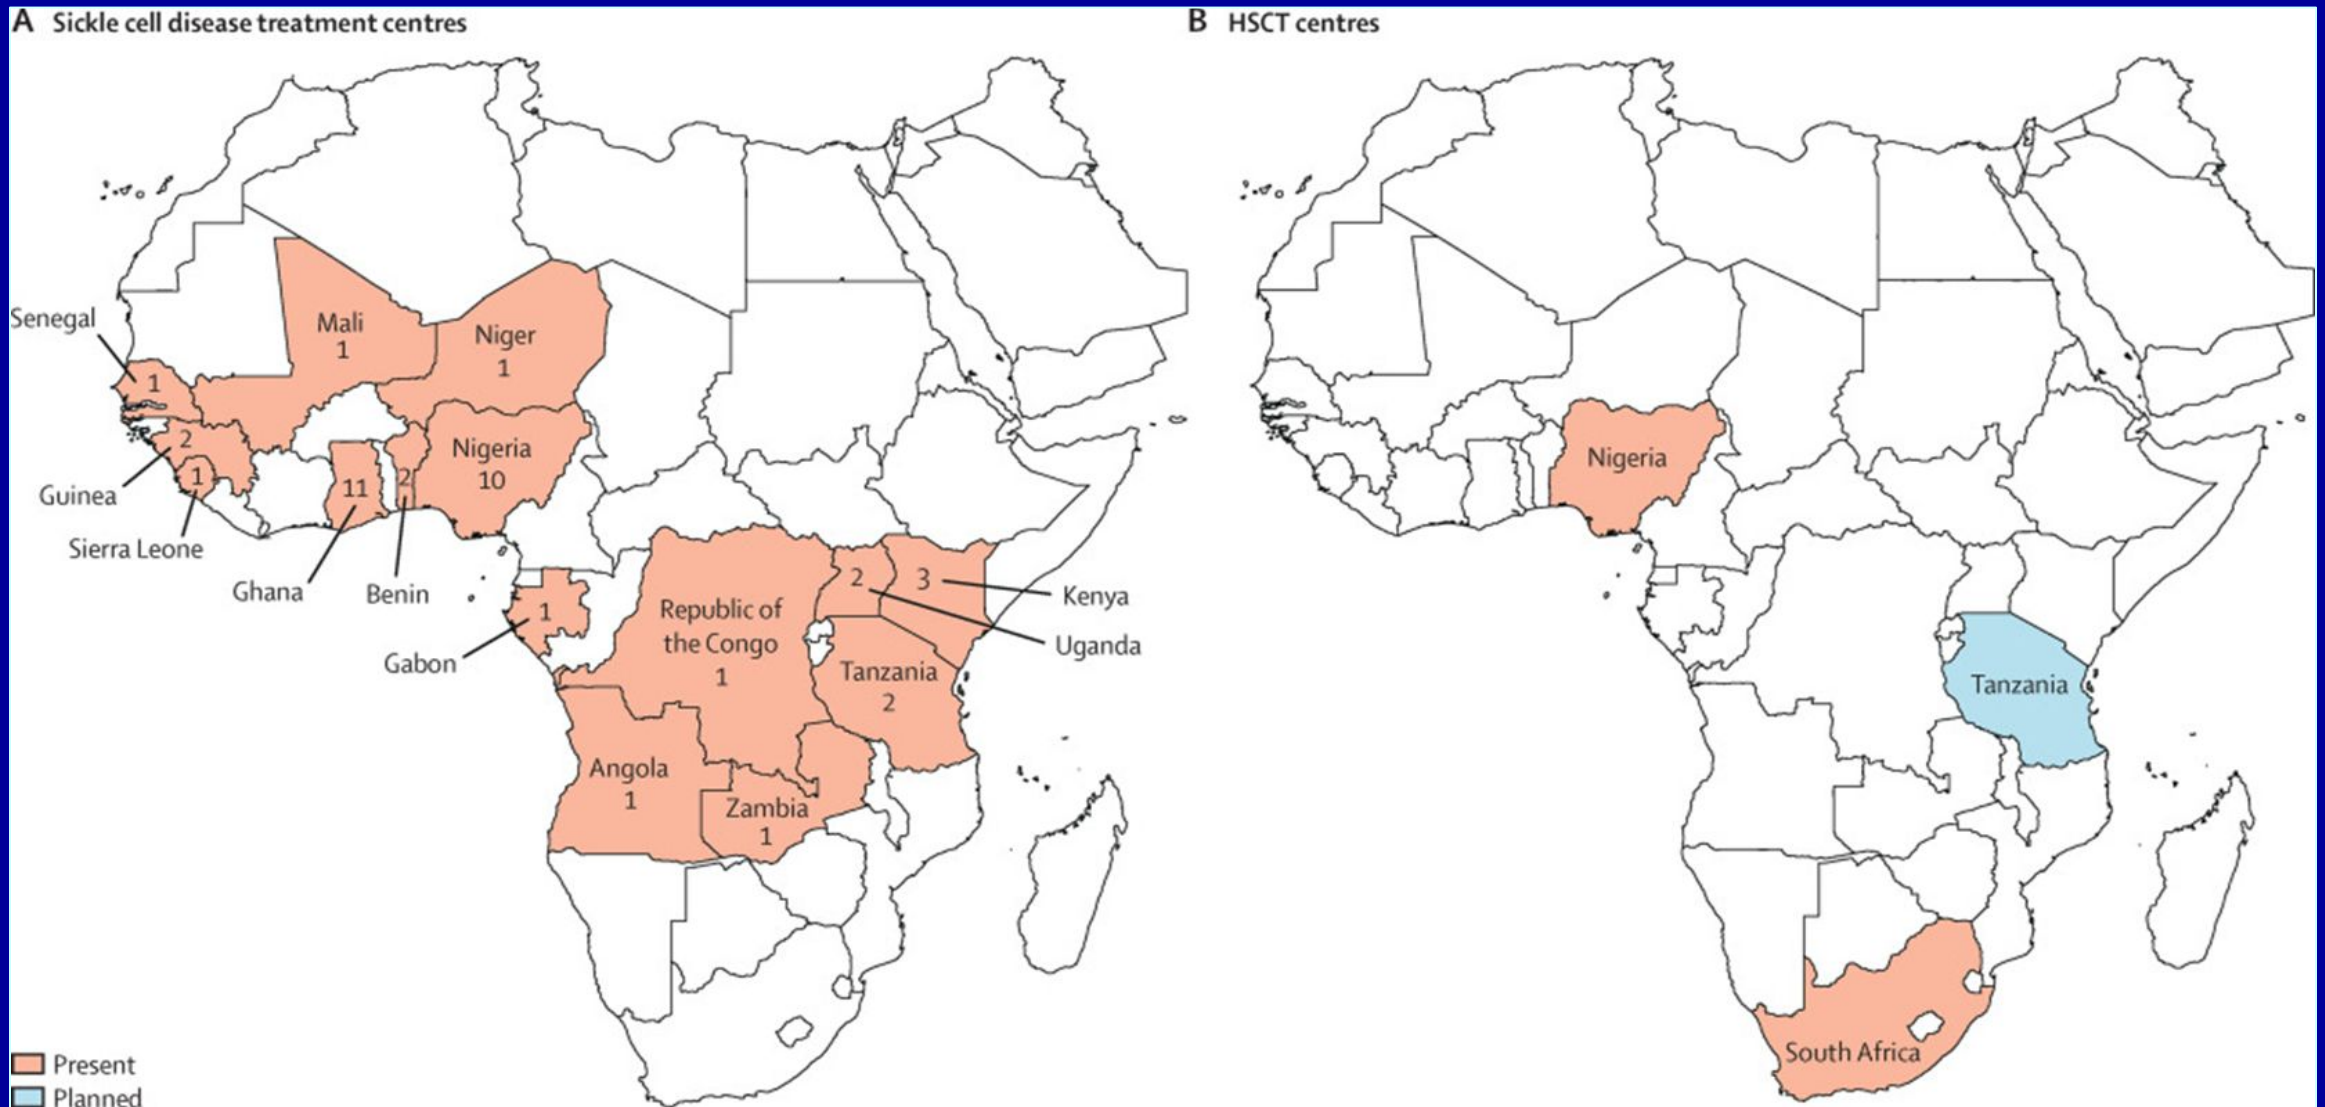 A Sickle cell disease treatment centres
Senegal
1
Mali
1
Niger
1
2
Guinea
1
Sierra Leone
11
Ghana
2
Benin
Nigeria
10
1
Gabon
Republic of
the Congo
1
2
3
Kenya
Uganda
Tanzania
2
Angola
1
Zambia
1
Present
Planned
B HSCT centres
Nigeria
Tanzania
South Africa